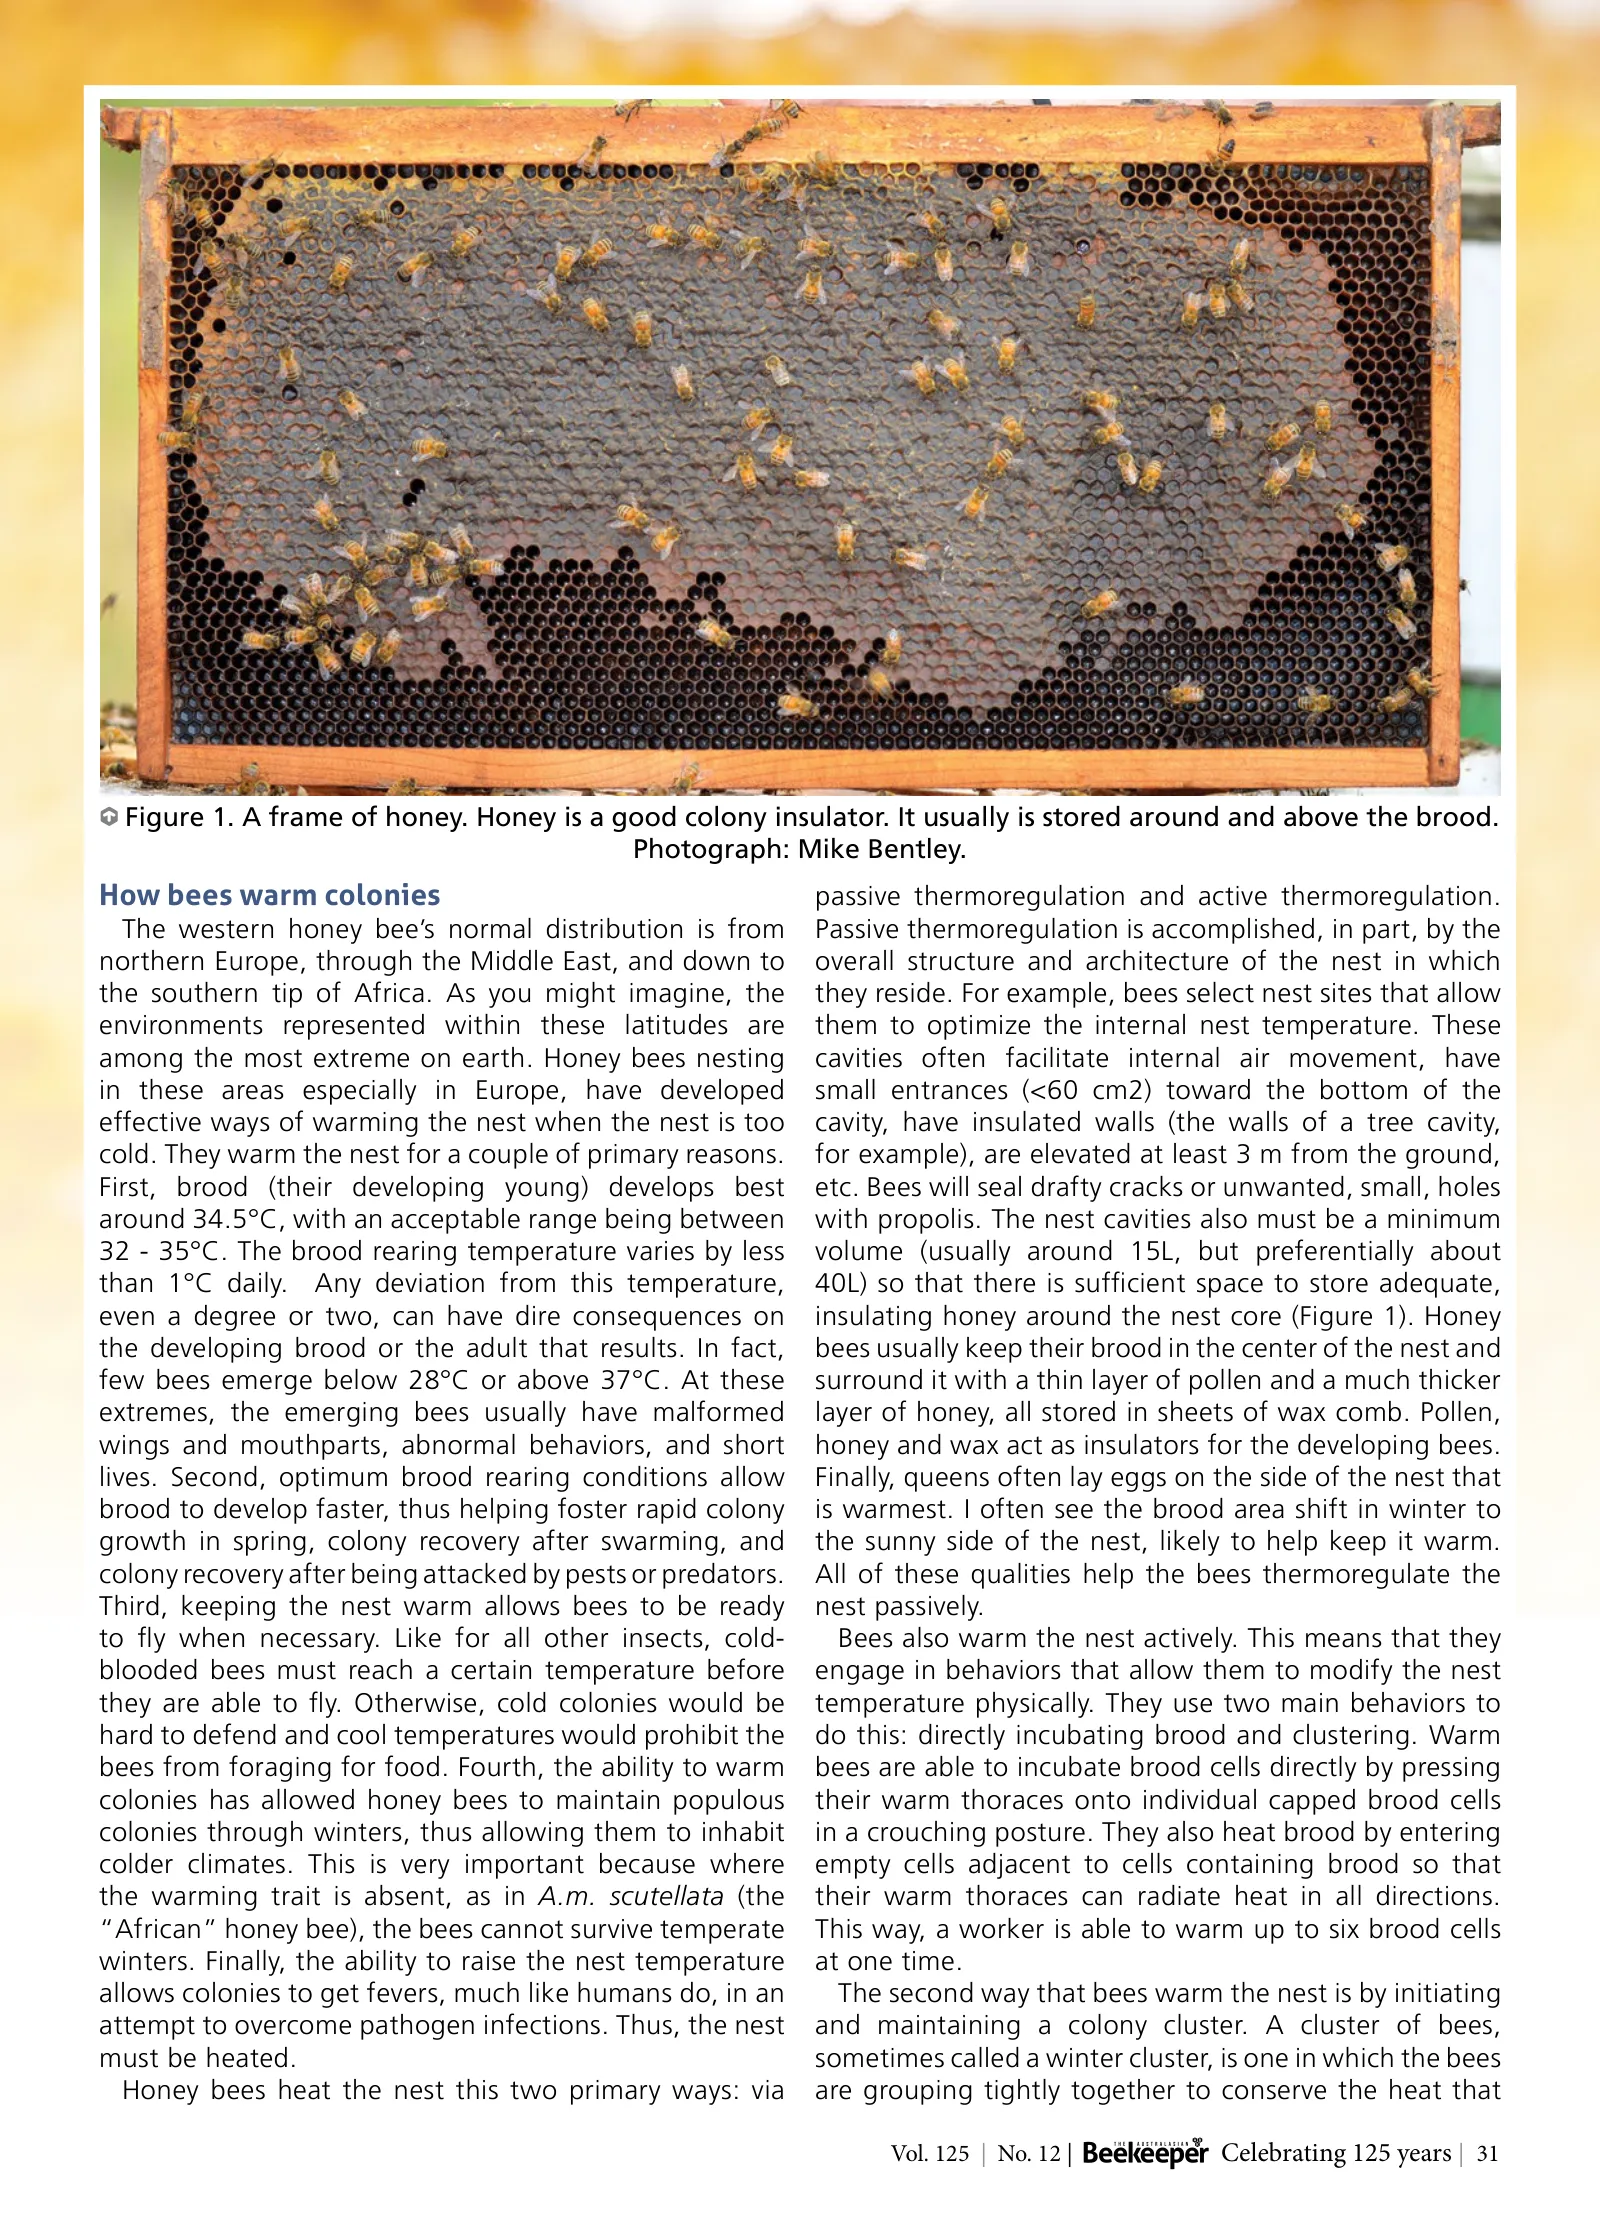 Figure 1. A frame of honey. Honey is a good colony insulator. It usually is stored around and above the brood.
Photograph: Mike Bentley.
How bees warm colonies
The western honey bee’s normal distribution is from
northern Europe, through the Middle East, and down to
the southern tip of Africa. As you might imagine, the
environments represented within these latitudes are
among the most extreme on earth. Honey bees nesting
in these areas especially in Europe, have developed
effective ways of warming the nest when the nest is too
cold. They warm the nest for a couple of primary reasons.
First, brood (their developing young) develops best
around 34.5°C, with an acceptable range being between
32 - 35°C. The brood rearing temperature varies by less
than 1°C daily.  Any deviation from this temperature,
even a degree or two, can have dire consequences on
the developing brood or the adult that results. In fact,
few bees emerge below 28°C or above 37°C. At these
extremes, the emerging bees usually have malformed
wings and mouthparts, abnormal behaviors, and short
lives. Second, optimum brood rearing conditions allow
brood to develop faster, thus helping foster rapid colony
growth in spring, colony recovery after swarming, and
colony recovery after being attacked by pests or predators.
Third, keeping the nest warm allows bees to be ready
to fly when necessary. Like for all other insects, cold-
blooded bees must reach a certain temperature before
they are able to fly. Otherwise, cold colonies would be
hard to defend and cool temperatures would prohibit the
bees from foraging for food. Fourth, the ability to warm
colonies has allowed honey bees to maintain populous
colonies through winters, thus allowing them to inhabit
colder climates. This is very important because where
the warming trait is absent, as in A.m. scutellata (the
“African” honey bee), the bees cannot survive temperate
winters. Finally, the ability to raise the nest temperature
allows colonies to get fevers, much like humans do, in an
attempt to overcome pathogen infections. Thus, the nest
must be heated.
Honey bees heat the nest this two primary ways: via
passive thermoregulation and active thermoregulation.
Passive thermoregulation is accomplished, in part, by the
overall structure and architecture of the nest in which
they reside. For example, bees select nest sites that allow
them to optimize the internal nest temperature. These
cavities often facilitate internal air movement, have
small entrances (<60 cm2) toward the bottom of the
cavity, have insulated walls (the walls of a tree cavity,
for example), are elevated at least 3 m from the ground,
etc. Bees will seal drafty cracks or unwanted, small, holes
with propolis. The nest cavities also must be a minimum
volume (usually around 15L, but preferentially about
40L) so that there is sufficient space to store adequate,
insulating honey around the nest core (Figure 1). Honey
bees usually keep their brood in the center of the nest and
surround it with a thin layer of pollen and a much thicker
layer of honey, all stored in sheets of wax comb. Pollen,
honey and wax act as insulators for the developing bees.
Finally, queens often lay eggs on the side of the nest that
is warmest. I often see the brood area shift in winter to
the sunny side of the nest, likely to help keep it warm.
All of these qualities help the bees thermoregulate the
nest passively.
Bees also warm the nest actively. This means that they
engage in behaviors that allow them to modify the nest
temperature physically. They use two main behaviors to
do this: directly incubating brood and clustering. Warm
bees are able to incubate brood cells directly by pressing
their warm thoraces onto individual capped brood cells
in a crouching posture. They also heat brood by entering
empty cells adjacent to cells containing brood so that
their warm thoraces can radiate heat in all directions.
This way, a worker is able to warm up to six brood cells
at one time.
The second way that bees warm the nest is by initiating
and maintaining a colony cluster. A cluster of bees,
sometimes called a winter cluster, is one in which the bees
are grouping tightly together to conserve the heat that
Vol. 125 | No. 12 | THE AUSTRALASIAN Beekeeper Celebrating 125 years | 31